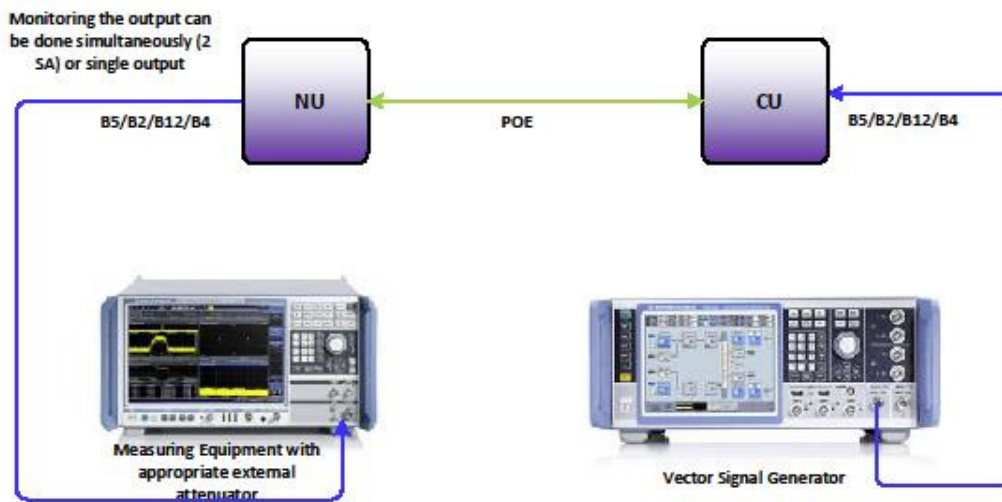 Monitoring the output can
be done simultaneously (2
SA) or single output
NU
CU
B5/B2/B12/B4
POE
B5/B2/B12/B4
Measuring Equipment with
appropriate external
attenuator
Vector Signal Generator